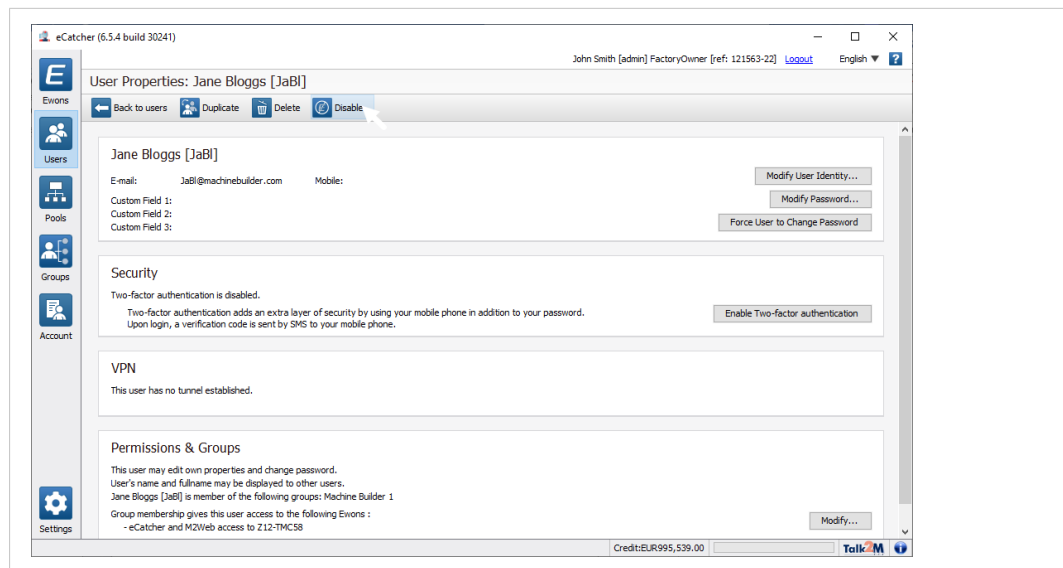 eCatcher (6.5.4 build 30241)
John Smith [admin] FactoryOwner [ref: 121563-22] Logout English ▼ ?
E
Ewons
User Properties: Jane Bloggs [JaBl]
Back to users Duplicate Delete Disable
Users
Pools
Groups
Account
Settings
Jane Bloggs [JaBl]
E-mail: JaBl@machinebuilder.com Mobile:
Modify User Identity...
Custom Field 1:
Modify Password...
Custom Field 2:
Custom Field 3:
Force User to Change Password
Security
Two-factor authentication is disabled.
Two-factor authentication adds an extra layer of security by using your mobile phone in addition to your password.
Upon login, a verification code is sent by SMS to your mobile phone.
Enable Two-factor authentication
VPN
This user has no tunnel established.
Permissions & Groups
This user may edit own properties and change password.
User's name and fullname may be displayed to other users.
Jane Bloggs [JaBl] is member of the following groups: Machine Builder 1
Group membership gives this user access to the following Ewons :
- eCatcher and M2Web access to Z12-TMC58
Modify...
Credit:EUR995,539.00 Talk2M